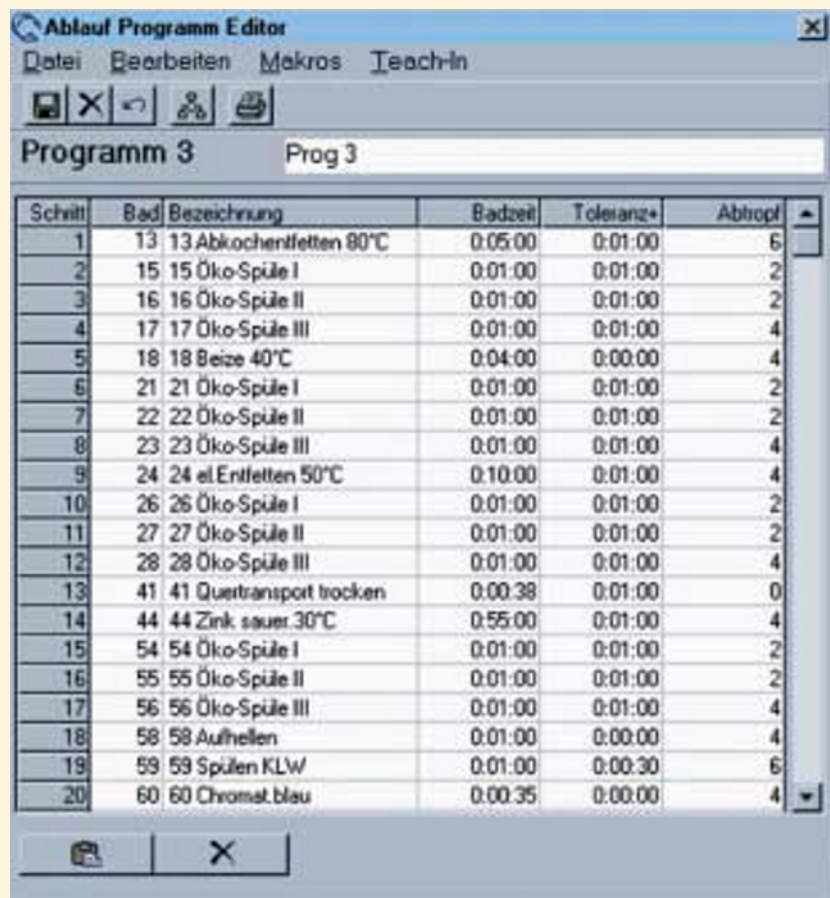 Ablauf Programm Editor
Datei Bearbeiten Makros Teach-In
Programm 3 Prog 3
Schritt Bad Bezeichnung Badzeit Toleranz+ Abtropf
1 13 13 Abkochentfetten 80°C 0:05:00 0:01:00 6
2 15 15 Öko-Spüle I 0:01:00 0:01:00 2
3 16 16 Öko-Spüle II 0:01:00 0:01:00 2
4 17 17 Öko-Spüle III 0:01:00 0:01:00 4
5 18 18 Beize 40°C 0:04:00 0:00:00 4
6 21 21 Öko-Spüle I 0:01:00 0:01:00 2
7 22 22 Öko-Spüle II 0:01:00 0:01:00 2
8 23 23 Öko-Spüle III 0:01:00 0:01:00 4
9 24 24 el.Entfetten 50°C 0:10:00 0:01:00 4
10 26 26 Öko-Spüle I 0:01:00 0:01:00 2
11 27 27 Öko-Spüle II 0:01:00 0:01:00 2
12 28 28 Öko-Spüle III 0:01:00 0:01:00 4
13 41 41 Quertransport trocken 0:00:38 0:01:00 0
14 44 44 Zink sauer.30°C 0:55:00 0:01:00 4
15 54 54 Öko-Spüle I 0:01:00 0:01:00 2
16 55 55 Öko-Spüle II 0:01:00 0:01:00 2
17 56 56 Öko-Spüle III 0:01:00 0:01:00 4
18 58 58 Aufhellen 0:01:00 0:00:00 4
19 59 59 Spülen KLW 0:01:00 0:00:30 6
20 60 60 Chromat.blau 0:00:35 0:00:00 4